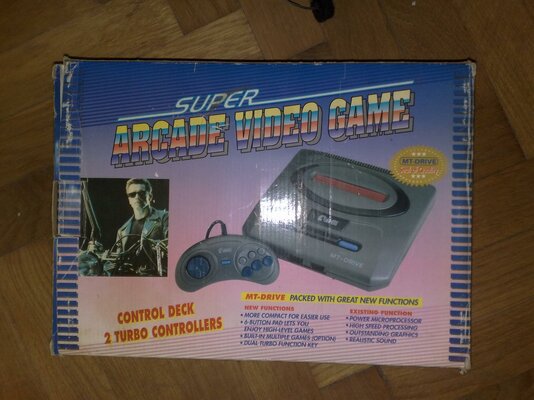 SUPER
ARCADE VIDEO GAME
MT-DRIVE
MT-DRIVE
CONTROL DECK
2 TURBO CONTROLLERS
MT-DRIVE PACKED WITH GREAT NEW FUNCTIONS
NEW FUNCTIONS
• MORE COMPACT FOR EASIER USE
• 6-BUTTON PAD LETS YOU
ENJOY HIGH-LEVEL GAMES
• BUILT-IN MULTIPLE GAMES (OPTION)
• DUAL TURBO FUNCTION KEY
EXISTING FUNCTION
• POWER MICROPROCESSOR
• HIGH SPEED PROCESSING
• OUTSTANDING GRAPHICS
• REALISTIC SOUND